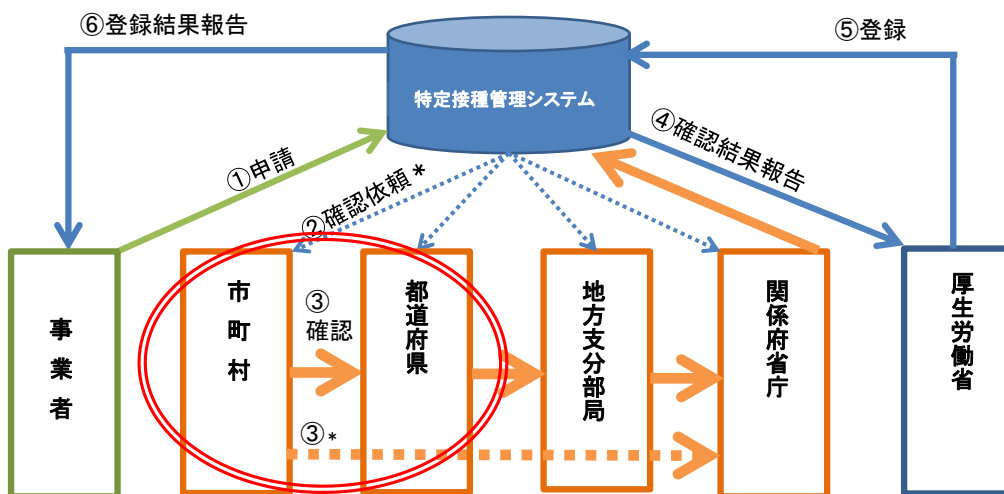 ⑥登録結果報告
⑤登録
特定接種管理システム
④確認結果報告
①申請
②確認依頼*
事業者
市町村
③
確認
都道府県
地方支分部局
関係府省庁
厚生労働省
③*